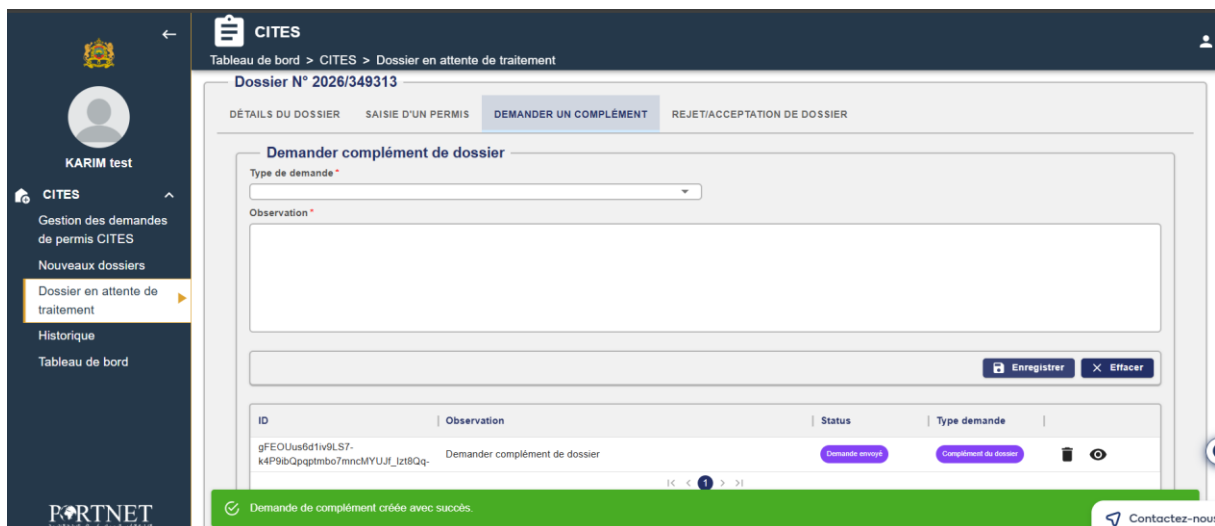 CITES
Tableau de bord > CITES > Dossier en attente de traitement
KARIM test
CITES
Gestion des demandes
de permis CITES
Nouveaux dossiers
Dossier en attente de
traitement
Historique
Tableau de bord
PORTNET
Dossier N° 2026/349313
DÉTAILS DU DOSSIER SAISIE D'UN PERMIS DEMANDER UN COMPLÉMENT REJET/ACCEPTATION DE DOSSIER
Demander complément de dossier
Type de demande *
Observation *
Enregistrer Effacer
ID Observation Status Type demande
gFEOUus6d1iv9LS7-
k4P9ibQpqptmbo7mncMYUJf_Izt8Qq-
Demander complément de dossier
Demande envoyé
Complément du dossier
1
Demande de complément créée avec succès.
Contactez-nous